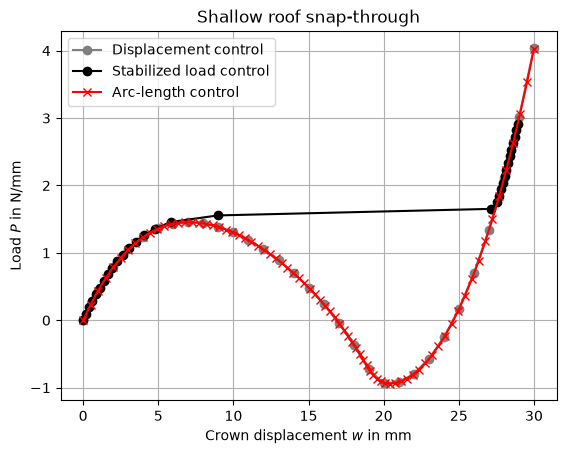 Shallow roof snap-through
Displacement control
Stabilized load control
Arc-length control
Load P in N/mm
4
3
2
1
0
−1
0
5
10
15
20
25
30
Crown displacement w in mm